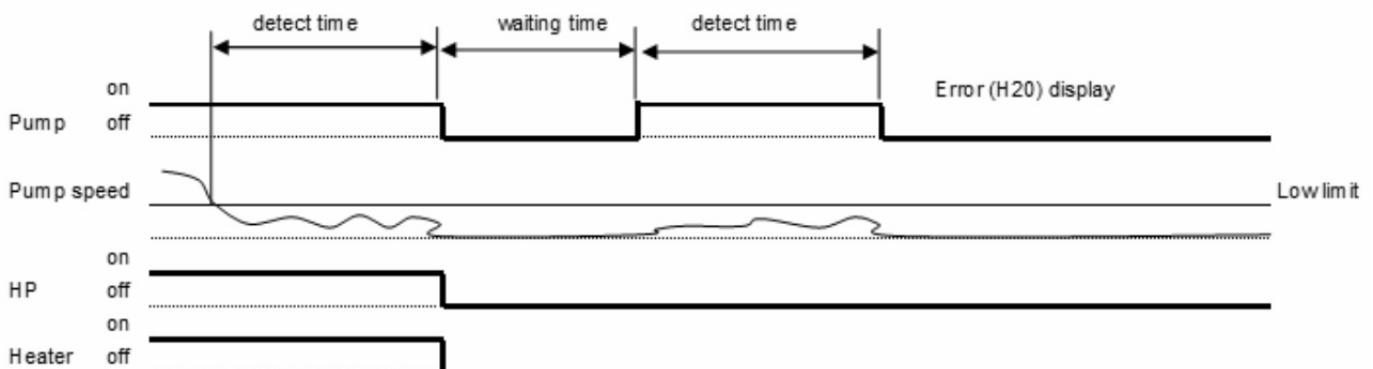 detect time waiting time detect time
on Error (H20) display
Pump off
Pump speed Low limit
on
HP off
on
Heater off